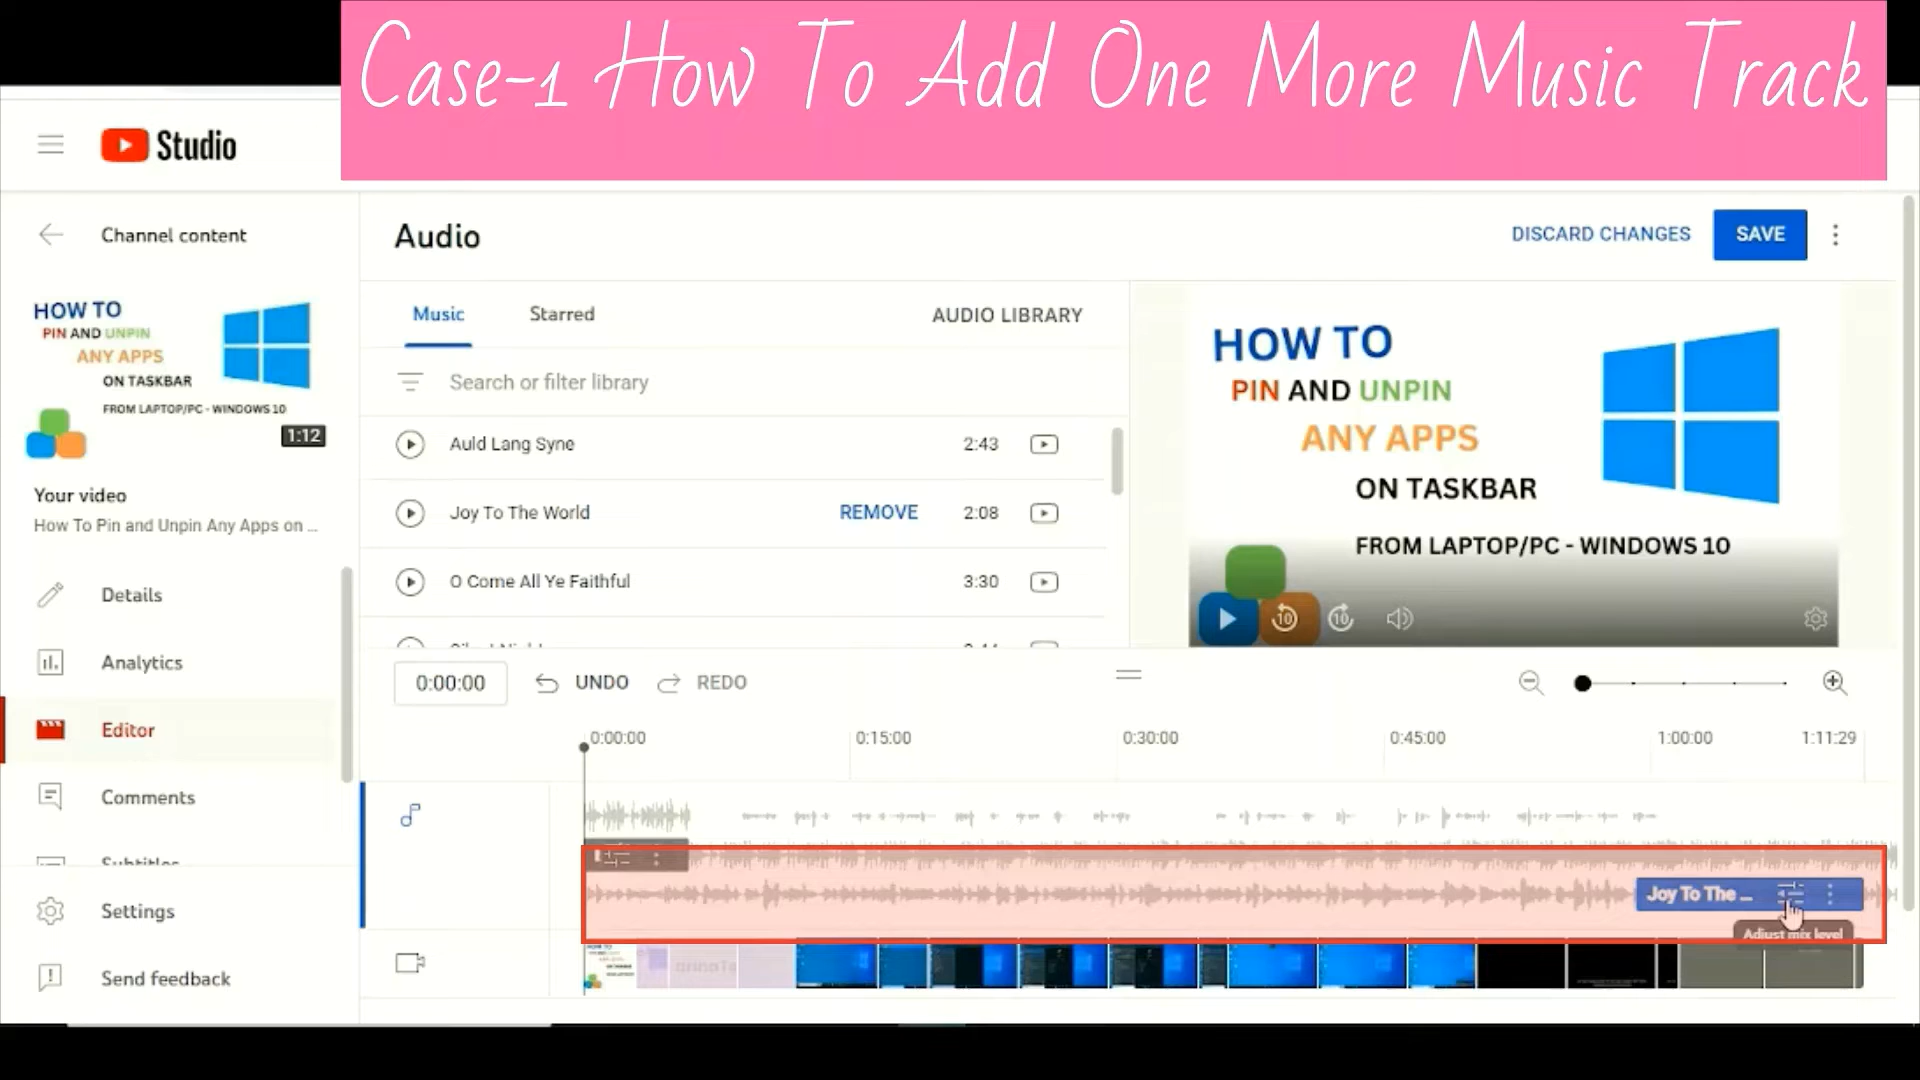 Case-1 How To Add One More Music Track
Studio
Channel content
Audio
DISCARD CHANGES
SAVE
HOW TO
PIN AND UNPIN
ANY APPS
ON TASKBAR
FROM LAPTOP/PC - WINDOWS 10
1:12
Your video
How To Pin and Unpin Any Apps on ...
Music
Starred
AUDIO LIBRARY
Search or filter library
Auld Lang Syne
2:43
Joy To The World
REMOVE
2:08
O Come All Ye Faithful
3:30
HOW TO
PIN AND UNPIN
ANY APPS
ON TASKBAR
FROM LAPTOP/PC - WINDOWS 10
10
10
Details
Analytics
Editor
Comments
Subtitles
Settings
Send feedback
0:00:00
UNDO
REDO
0:00:00
0:15:00
0:30:00
0:45:00
1:00:00
1:11:29
Joy To The ...
Adjust mix level